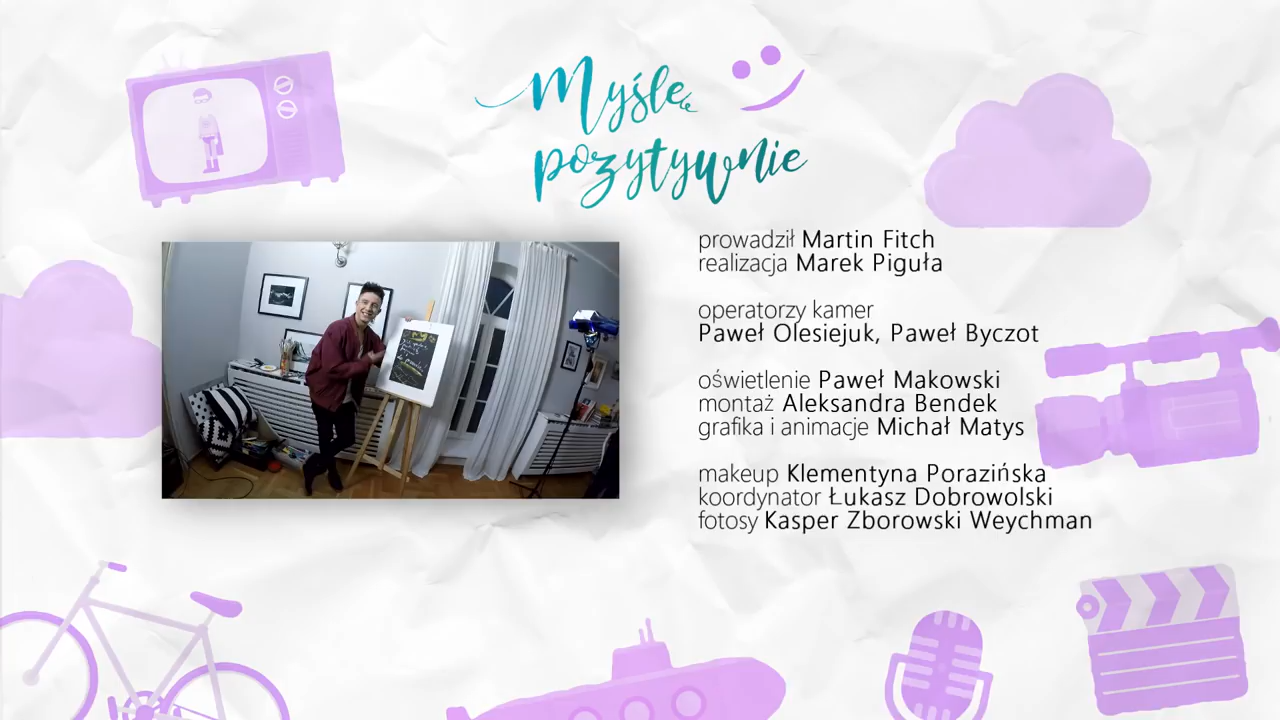 Myślę
pozytywnie
prowadził Martin Fitch
realizacja Marek Piguła
operatorzy kamer
Paweł Olesiejuk, Paweł Byczot
oświetlenie Paweł Makowski
montaż Aleksandra Bendek
grafika i animacje Michał Matys
makeup Klementyna Porazińska
koordynator Łukasz Dobrowolski
fotosy Kasper Zborowski Weychman